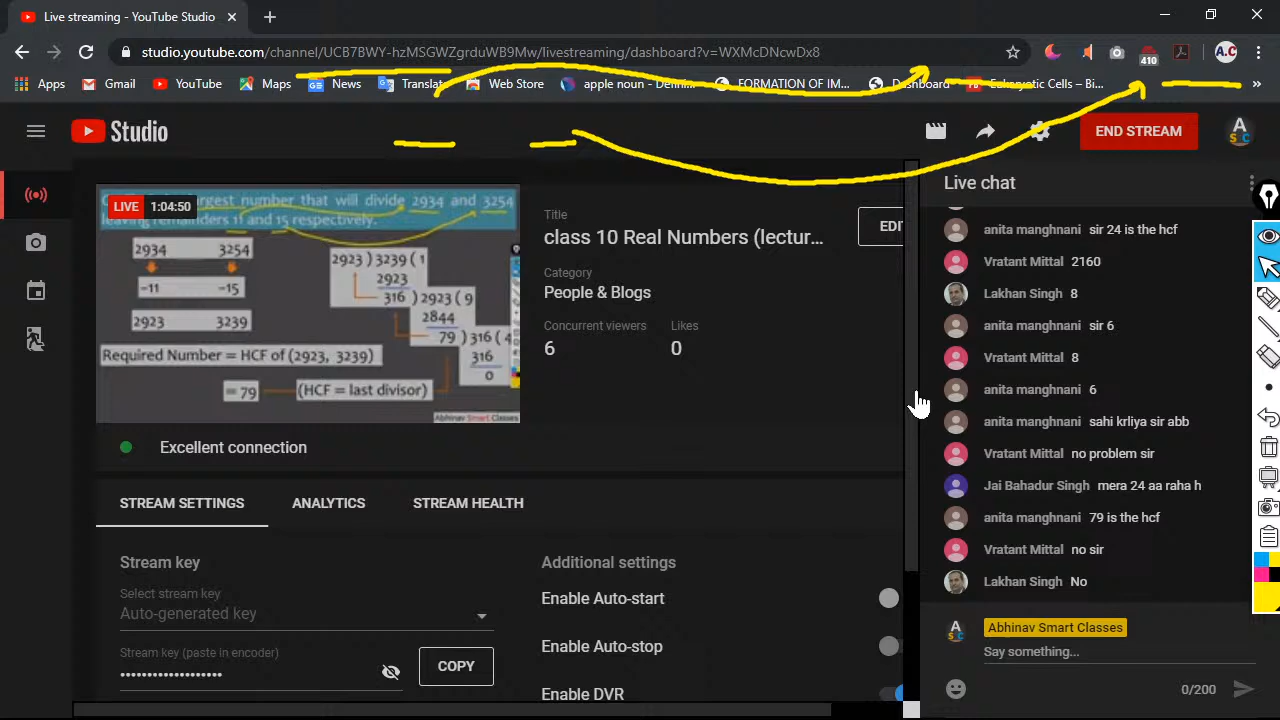 Live streaming - YouTube Studio
studio.youtube.com/channel/UCB7BWY-hzMSGWZgrduWB9Mw/livestreaming/dashboard?v=WXMcDNcwDx8
410
A.C
Apps
Gmail
YouTube
Maps
News
Translate
Web Store
apple noun - Defini...
FORMATION OF IM...
Dashboard
Eukaryotic Cells – Bi...
Studio
END STREAM
LIVE 1:04:50
largest number that will divide 2934 and 3254
leaving remainders 11 and 15 respectively.
2934 3254
-11 -15
2923 3239
2923 ) 3239 ( 1
2923
316 ) 2923 ( 9
2844
79 ) 316 ( 4
316
0
Required Number = HCF of (2923, 3239)
= 79 (HCF = last divisor)
Abhinav Smart Classes
Title
class 10 Real Numbers (lectur...
EDI
Category
People & Blogs
Concurrent viewers
6
Likes
0
Excellent connection
STREAM SETTINGS
ANALYTICS
STREAM HEALTH
Stream key
Select stream key
Auto-generated key
Stream key (paste in encoder)
••••••••••••••••••
COPY
Additional settings
Enable Auto-start
Enable Auto-stop
Enable DVR
Live chat
anita manghnani sir 24 is the hcf
Vratant Mittal 2160
Lakhan Singh 8
anita manghnani sir 6
Vratant Mittal 8
anita manghnani 6
anita manghnani sahi krliya sir abb
Vratant Mittal no problem sir
Jai Bahadur Singh mera 24 aa raha h
anita manghnani 79 is the hcf
Vratant Mittal no sir
Lakhan Singh No
Abhinav Smart Classes
Say something...
0/200